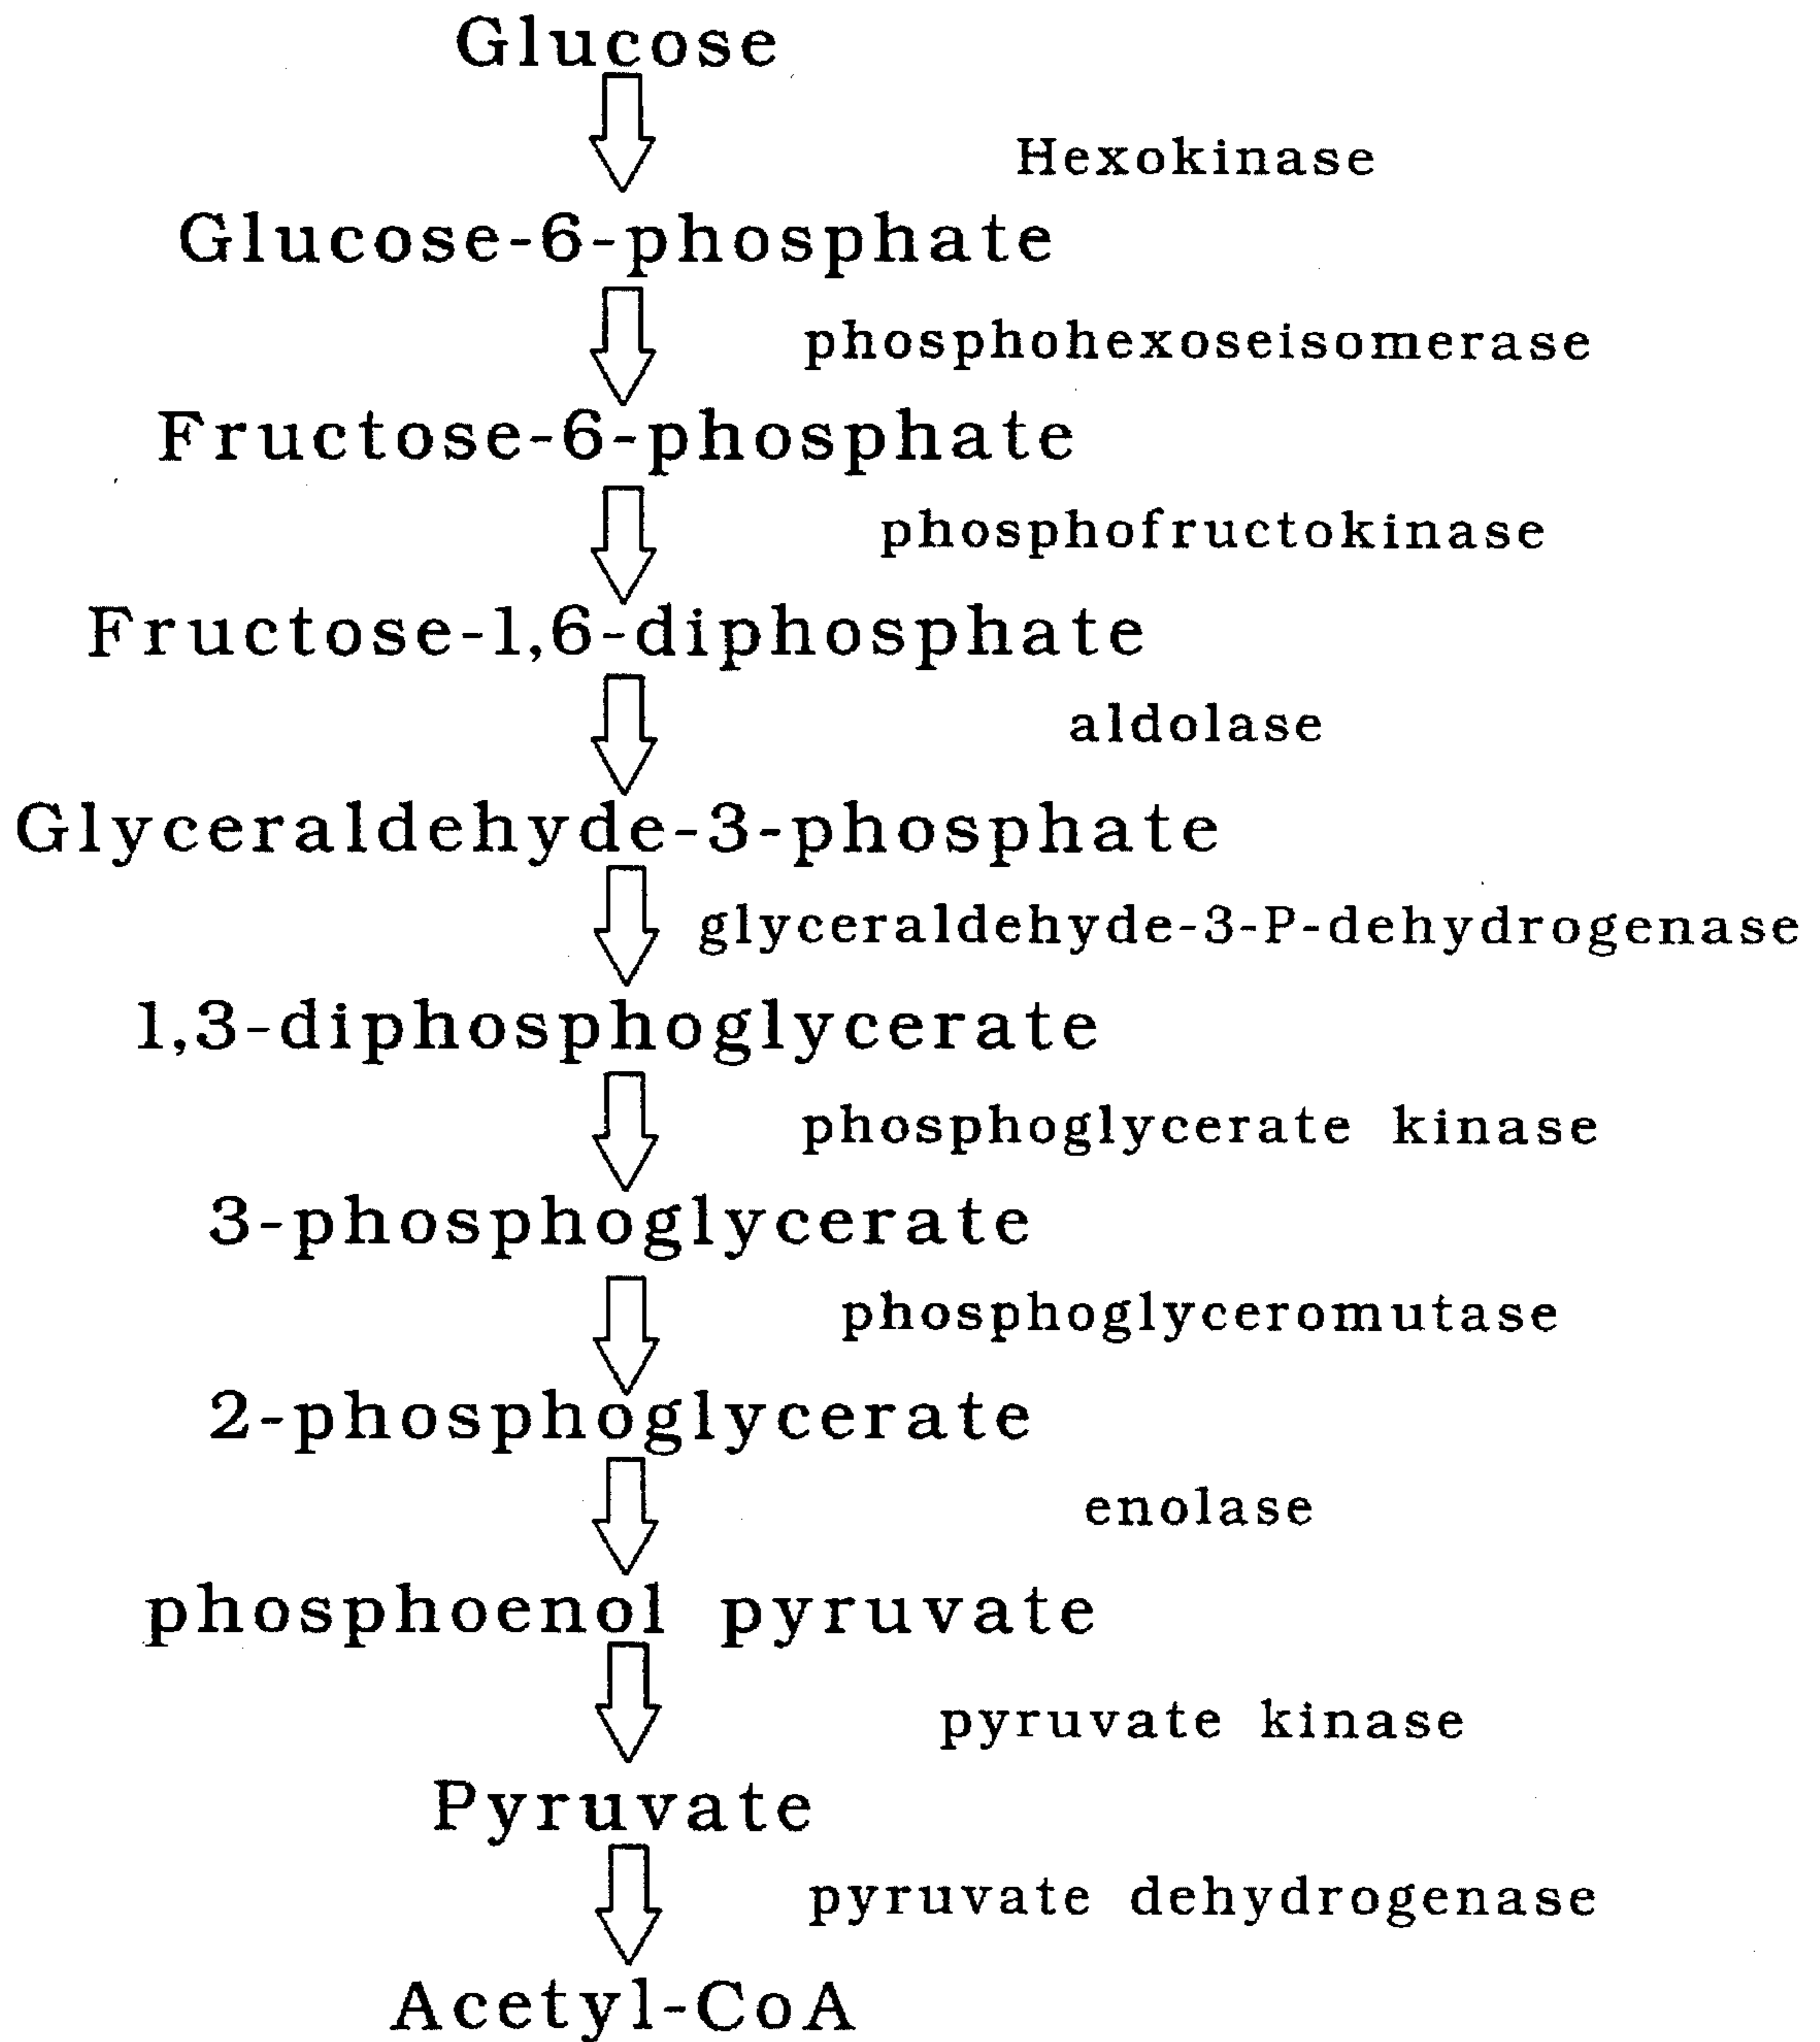 Glucose
Hexokinase
Glucose-6-phosphate
phosphohexoseisomerase
Fructose-6-phosphate
phosphofructokinase
Fructose-1,6-diphosphate
aldolase
Glyceraldehyde-3-phosphate
glyceraldehyde-3-P-dehydrogenase
1,3-diphosphoglycerate
phosphoglycerate kinase
3-phosphoglycerate
phosphoglyceromutase
2-phosphoglycerate
enolase
phosphoenol pyruvate
pyruvate kinase
Pyruvate
pyruvate dehydrogenase
Acetyl-CoA